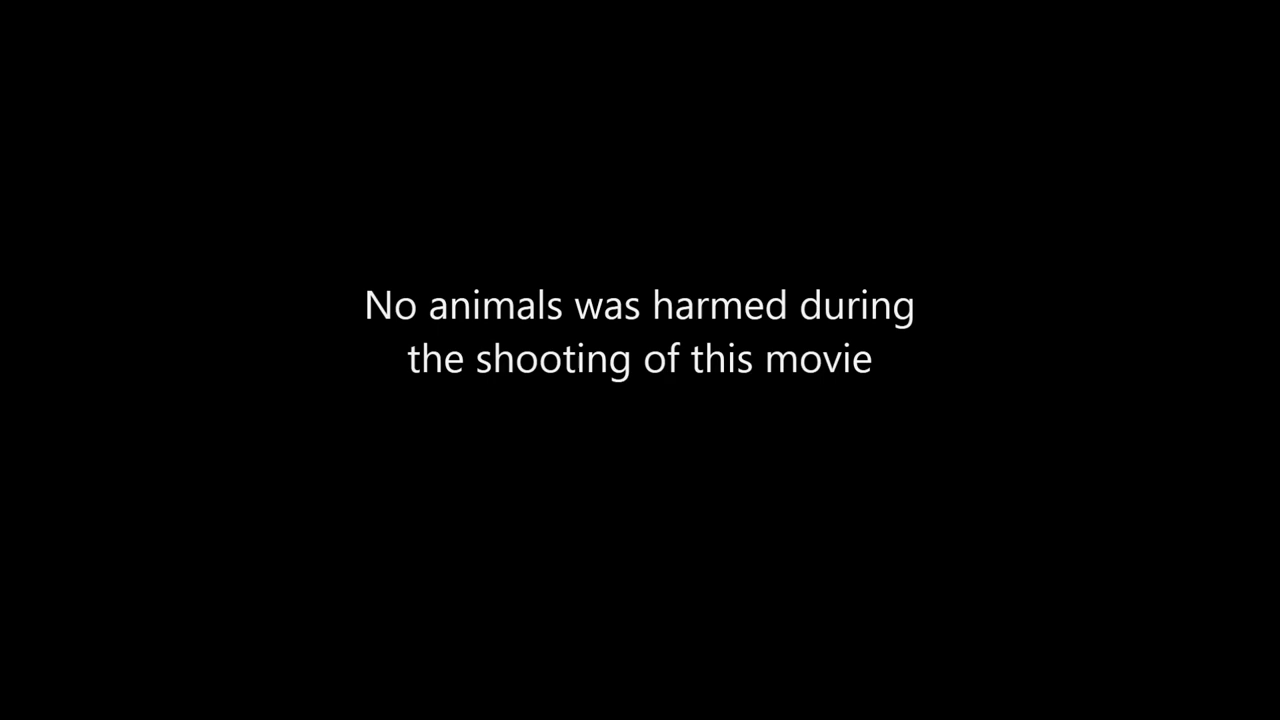 No animals was harmed during
the shooting of this movie